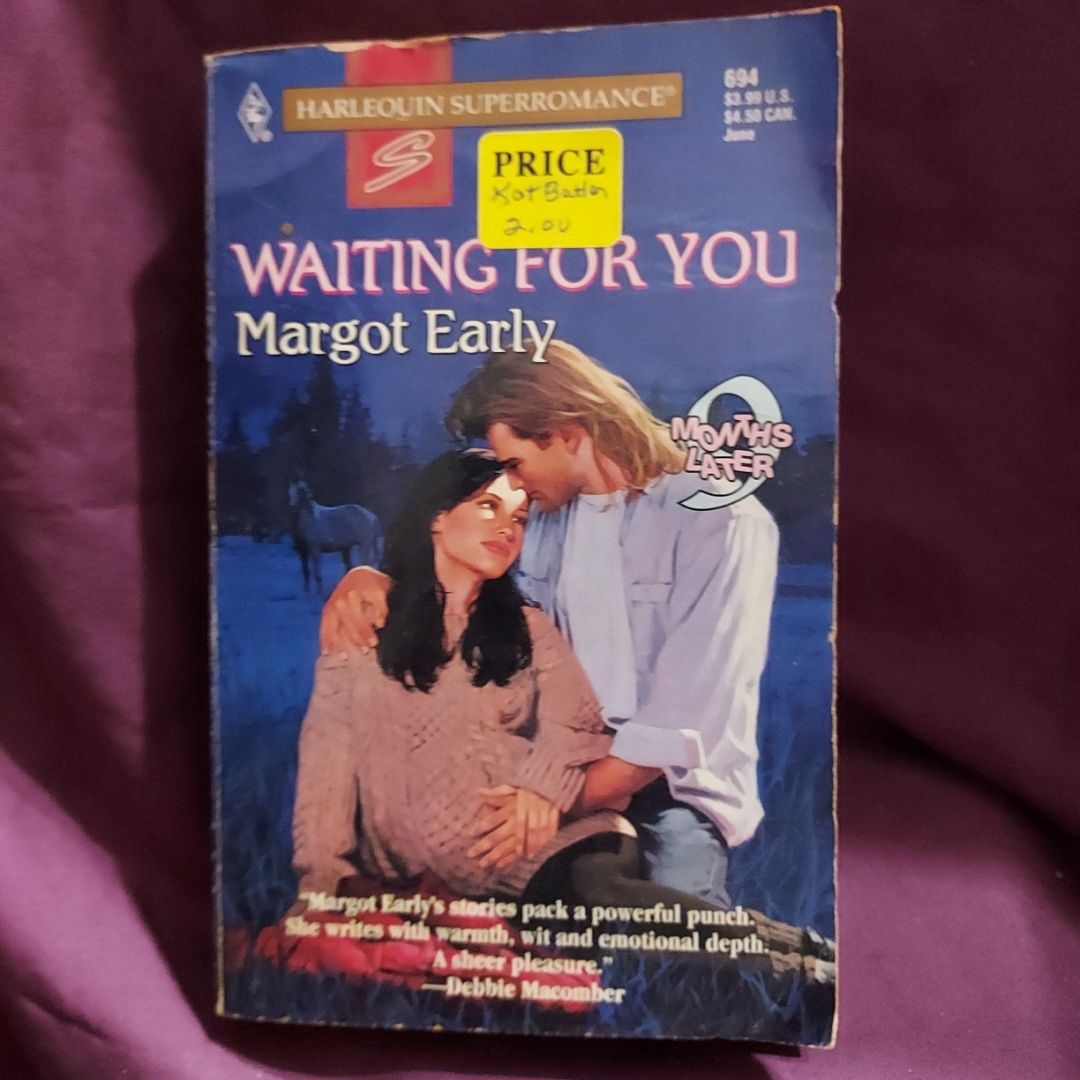 HARLEQUIN SUPERROMANCE®
S
694
$3.99 U.S.
$4.50 CAN.
June
PRICE
2.00
WAITING FOR YOU
Margot Early
9
MONTHS
LATER
"Margot Early's stories pack a powerful punch.
She writes with warmth, wit and emotional depth.
A sheer pleasure."
—Debbie Macomber